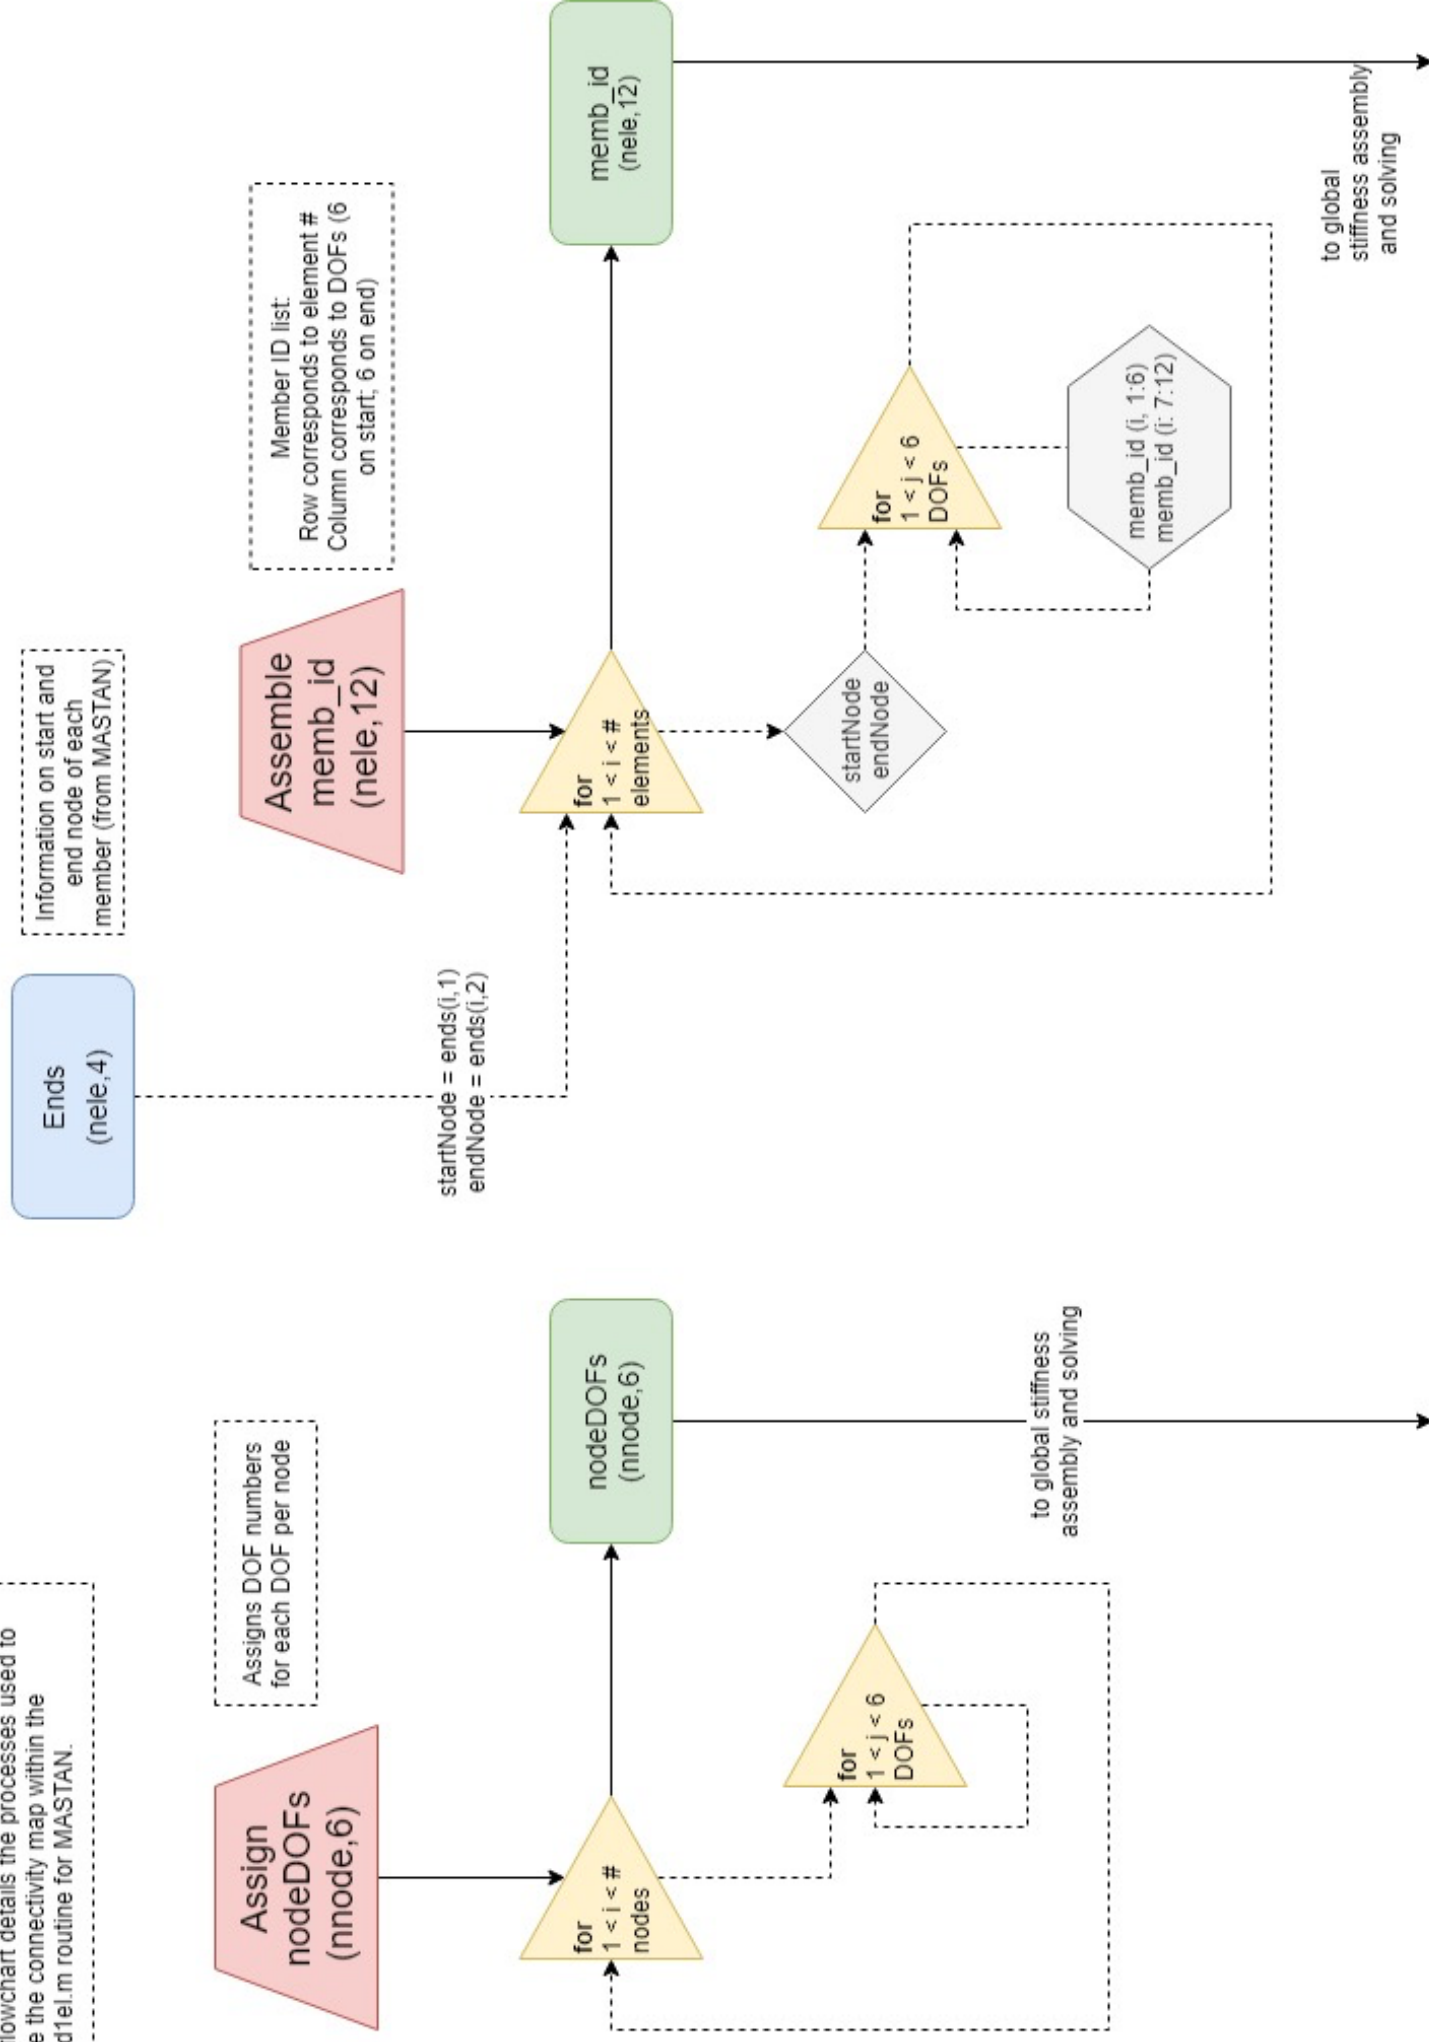 lowchart details the processes used to
e the connectivity map within the
d1el.m routine for MASTAN.
Assign
nodeDOFs
(nnode,6)
Assigns DOF numbers
for each DOF per node
for
1 < i < #
nodes
nodeDOFs
(nnode,6)
for
1 < j < 6
DOFs
to global stiffness
assembly and solving
Ends
(nele,4)
Information on start and
end node of each
member (from MASTAN)
startNode = ends(i,1)
endNode = ends(i,2)
Assemble
memb_id
(nele,12)
Member ID list:
Row corresponds to element #
Column corresponds to DOFs (6
on start; 6 on end)
for
1 < i < #
elements
memb_id
(nele,12)
startNode
endNode
for
1 < j < 6
DOFs
memb_id (i, 1:6)
memb_id (i: 7:12)
to global
stiffness assembly
and solving